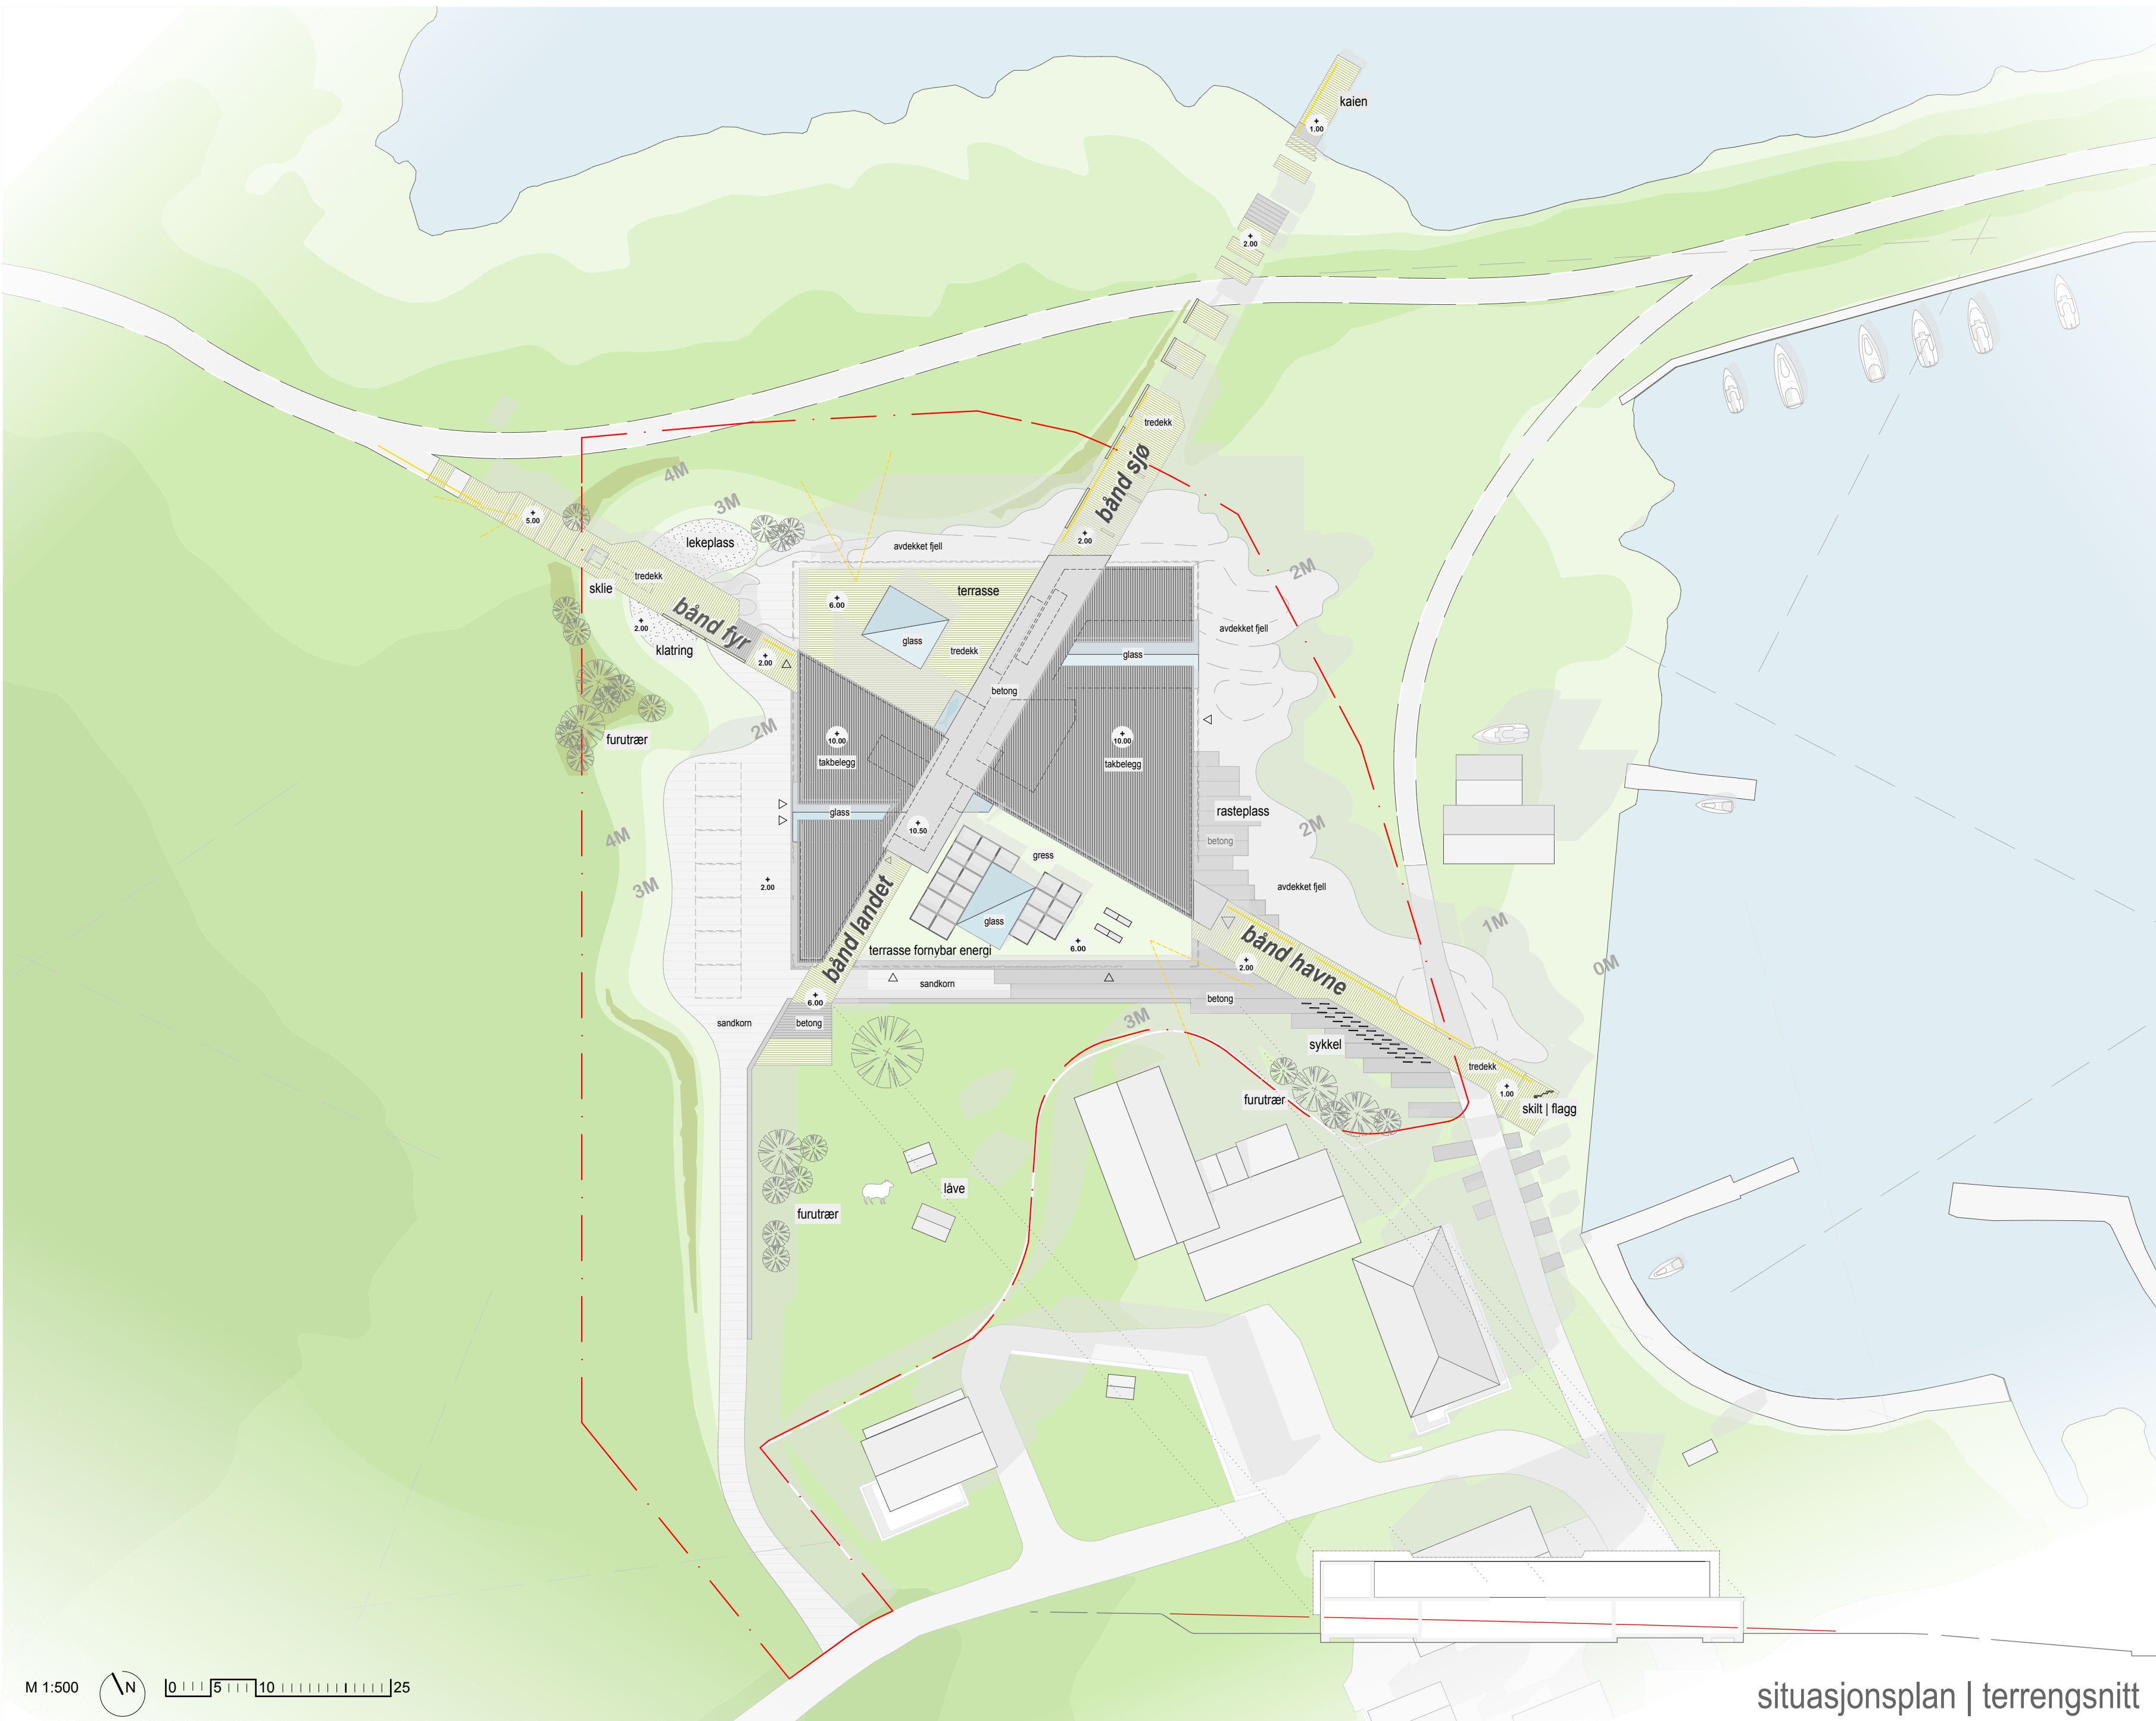 kaien
+
1.00
+
2.00
tredekk
bånd sjø
4M
3M
+
5.00
lekeplass
avdekket fjell
+
2.00
2M
tredekk
sklie
terrasse
+
6.00
bånd fyr
+
2.00
klatring
glass
tredekk
avdekket fjell
glass
+
2.00
betong
2M
furutrær
+
10.00
takbelegg
+
10.00
takbelegg
glass
rasteplass
+
10.50
2M
4M
betong
gress
3M
+
2.00
avdekket fjell
bånd landet
glass
1M
bånd havne
+
6.00
terrasse fornybar energi
+
2.00
0M
sandkorn
+
6.00
betong
sandkorn
betong
3M
sykkel
tredekk
+
1.00
furutrær
skilt | flagg
låve
furutrær
M 1:500
N
0 5 10 25
situasjonsplan | terrengsnitt